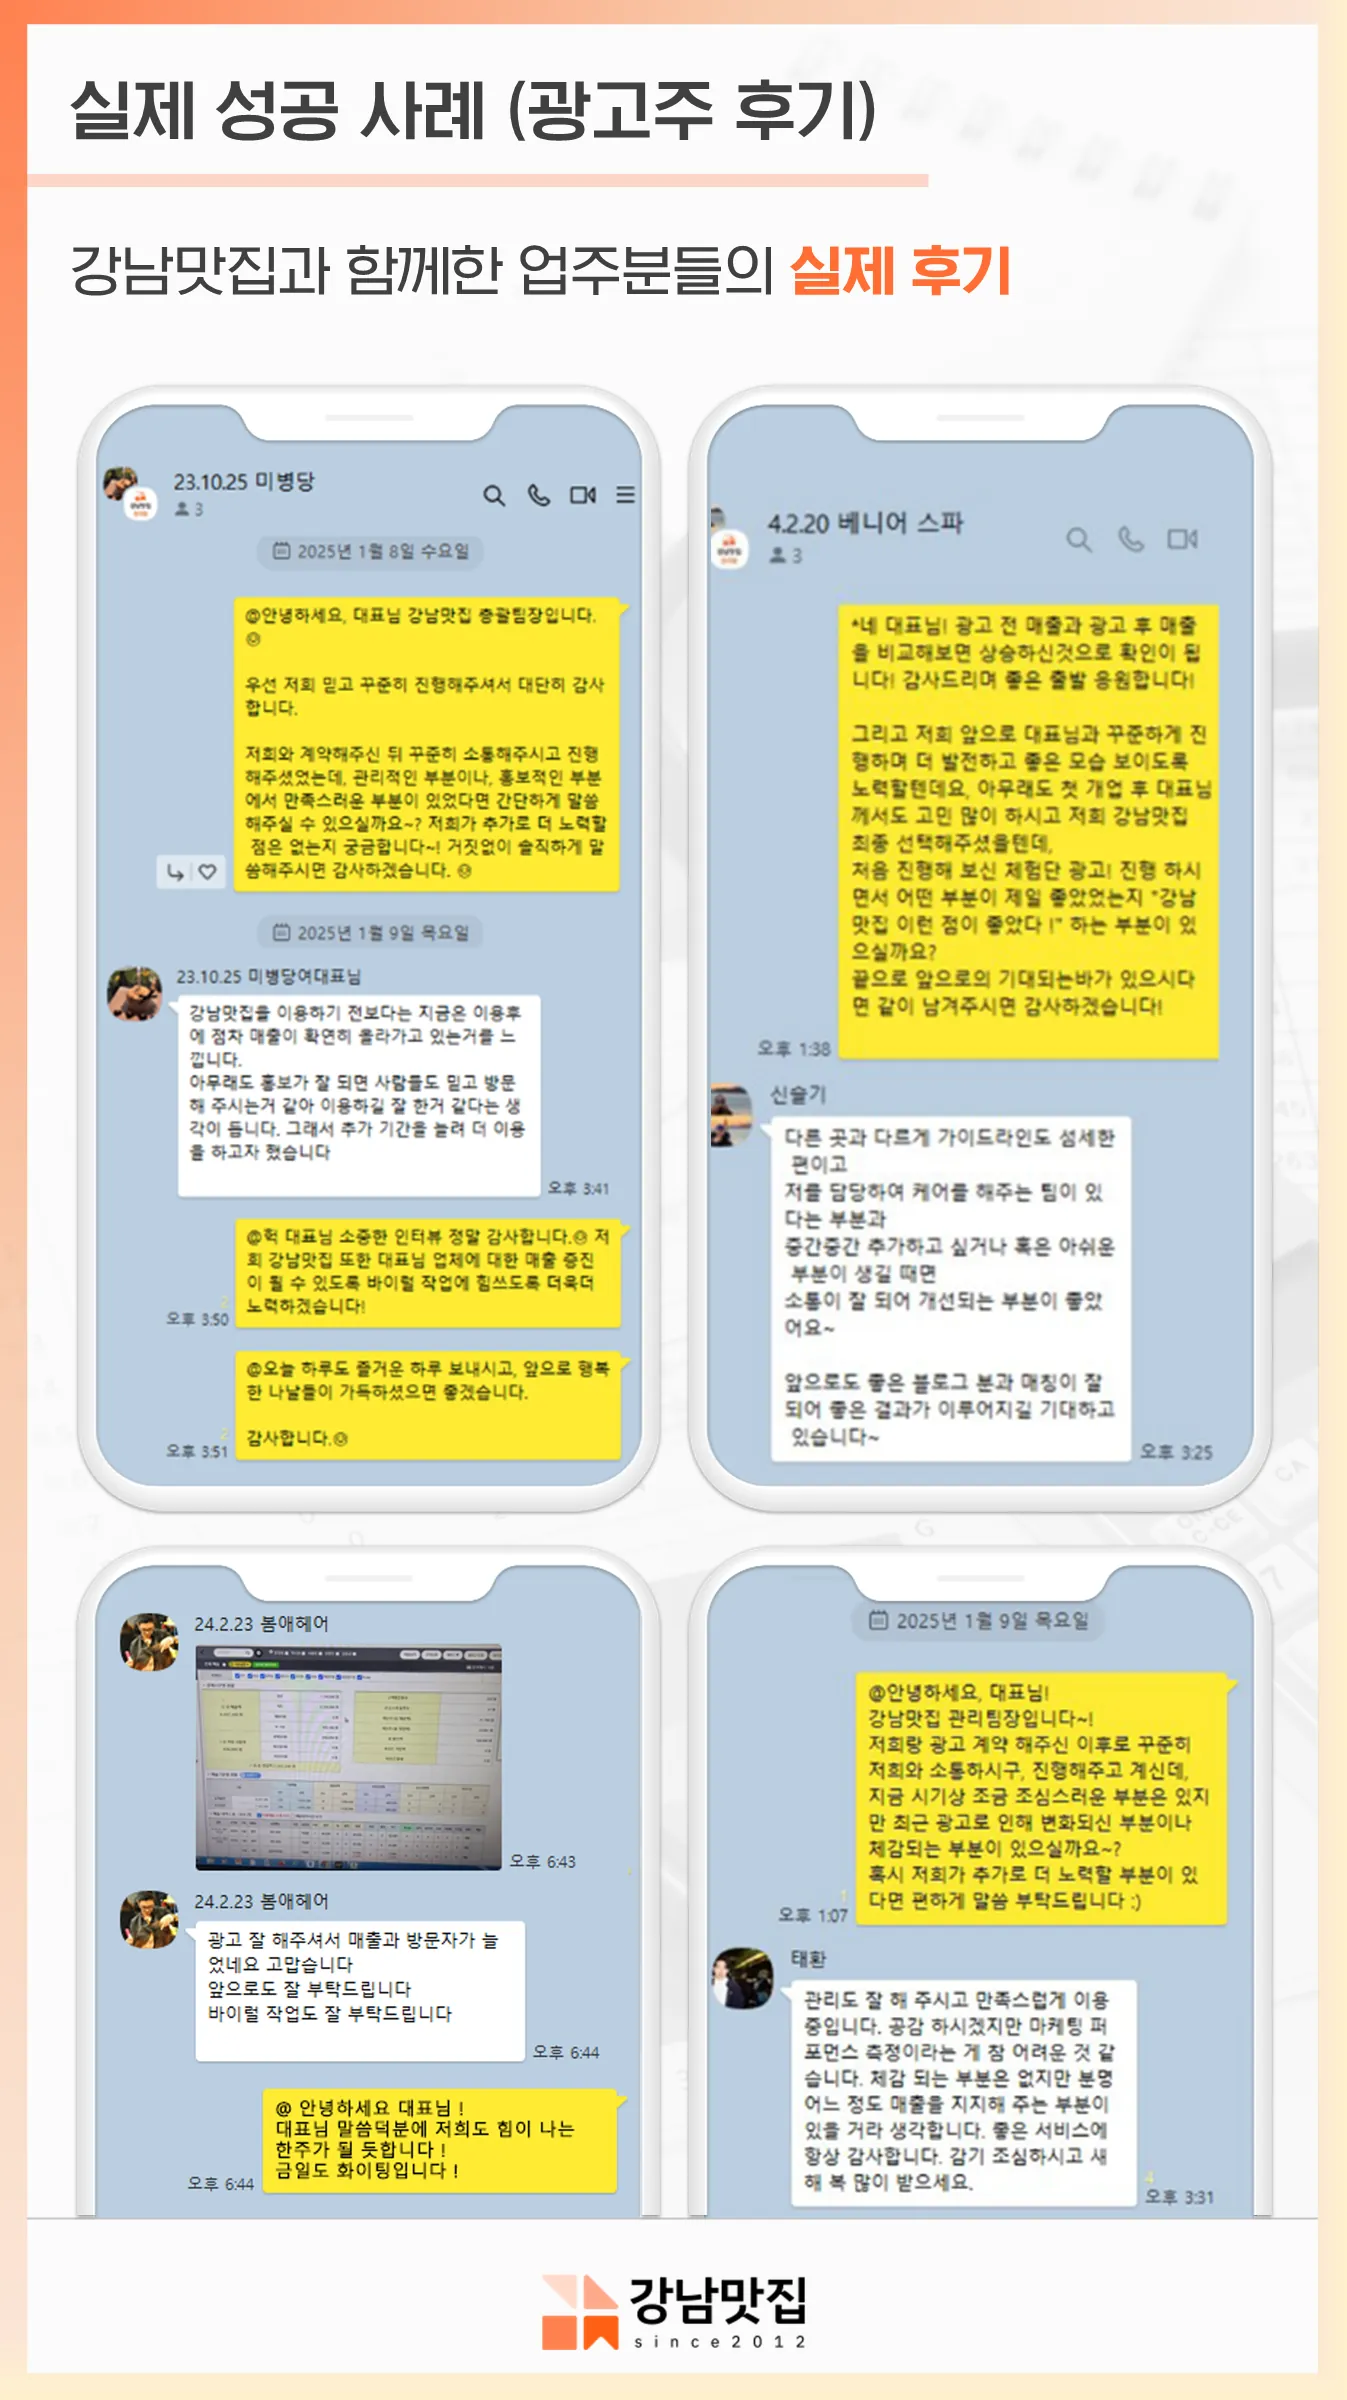 실제 성공 사례 (광고주 후기)
강남맛집과 함께한 업주분들의 실제 후기
23.10.25 미병당
3
2025년 1월 8일 수요일
@안녕하세요, 대표님 강남맛집 총괄팀장입니다.
우선 저희 믿고 꾸준히 진행해주셔서 대단히 감사
합니다.
저희와 계약해주신 뒤 꾸준히 소통해주시고 진행
해주셨었는데, 관리적인 부분이나, 홍보적인 부분
에서 만족스러운 부분이 있었다면 간단하게 말씀
해주실 수 있으실까요~? 저희가 추가로 더 노력할
점은 없는지 궁금합니다~! 거짓없이 솔직하게 말
씀해주시면 감사하겠습니다.
2025년 1월 9일 목요일
23.10.25 미병당여대표님
강남맛집을 이용하기 전보다는 지금은 이용후
에 점차 매출이 확연히 올라가고 있는거를 느
낍니다.
아무래도 홍보가 잘 되면 사람들도 믿고 방문
해 주시는거 같아 이용하길 잘 한거 같다는 생
각이 듭니다. 그래서 추가 기간을 늘려 더 이용
을 하고자 했습니다
오후 3:41
@헉 대표님 소중한 인터뷰 정말 감사합니다. 저
희 강남맛집 또한 대표님 업체에 대한 매출 증진
이 될 수 있도록 바이럴 작업에 힘쓰도록 더욱더
노력하겠습니다!
오후 3:50
@오늘 하루도 즐거운 하루 보내시고, 앞으로 행복
한 나날들이 가득하셨으면 좋겠습니다.
감사합니다.
2
오후 3:51
4.2.20 베니어 스파
3
*네 대표님! 광고 전 매출과 광고 후 매출
을 비교해보면 상승하신것으로 확인이 됩
니다! 감사드리며 좋은 출발 응원합니다!
그리고 저희 앞으로 대표님과 꾸준하게 진
행하며 더 발전하고 좋은 모습 보이도록
노력할텐데요, 아무래도 첫 개업 후 대표님
께서도 고민 많이 하시고 저희 강남맛집
최종 선택해주셨을텐데,
처음 진행해 보신 체험단 광고! 진행 하시
면서 어떤 부분이 제일 좋았었는지 "강남
맛집 이런 점이 좋았다 !" 하는 부분이 있
으실까요?
끝으로 앞으로의 기대되는바가 있으시다
면 같이 남겨주시면 감사하겠습니다!
오후 1:38
신슬기
다른 곳과 다르게 가이드라인도 섬세한
편이고
저를 담당하여 케어를 해주는 팀이 있
다는 부분과
중간중간 추가하고 싶거나 혹은 아쉬운
부분이 생길 때면
소통이 잘 되어 개선되는 부분이 좋았
어요~
앞으로도 좋은 블로그 분과 매칭이 잘
되어 좋은 결과가 이루어지길 기대하고
있습니다~
오후 3:25
24.2.23 봄애헤어
오후 6:43
24.2.23 봄애헤어
광고 잘 해주셔서 매출과 방문자가 늘
었네요 고맙습니다
앞으로도 잘 부탁드립니다
바이럴 작업도 잘 부탁드립니다
오후 6:44
@ 안녕하세요 대표님 !
대표님 말씀덕분에 저희도 힘이 나는
한주가 될 듯합니다 !
금일도 화이팅입니다 !
오후 6:44
2025년 1월 9일 목요일
@안녕하세요, 대표님!
강남맛집 관리팀장입니다~!
저희랑 광고 계약 해주신 이후로 꾸준히
저희와 소통하시구, 진행해주고 계신데,
지금 시기상 조금 조심스러운 부분은 있지
만 최근 광고로 인해 변화되신 부분이나
체감되는 부분이 있으실까요~?
혹시 저희가 추가로 더 노력할 부분이 있
다면 편하게 말씀 부탁드립니다 :)
1
오후 1:07
태환
관리도 잘 해 주시고 만족스럽게 이용
중입니다. 공감 하시겠지만 마케팅 퍼
포먼스 측정이라는 게 참 어려운 것 같
습니다. 체감 되는 부분은 없지만 분명
어느 정도 매출을 지지해 주는 부분이
있을 거라 생각합니다. 좋은 서비스에
항상 감사합니다. 감기 조심하시고 새
해 복 많이 받으세요.
4
오후 3:31
강남맛집
since2012